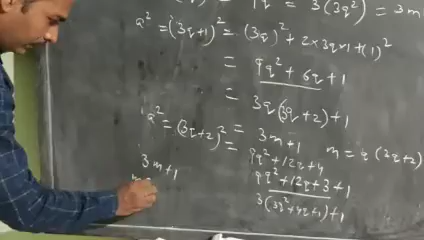 q² = 3(3q²) = 3m
a² = (3q+1)² = (3q)² + 2×3q×1 + (1)²
= 9q² + 6q + 1
= 3q(3q+2)+1
= 3m+1 m = q(3q+2)
a² = (3q+2)² = 9q² + 12q + 4
3m+1 9q² + 12q + 3 + 1
3(3q²+4q+1)+1